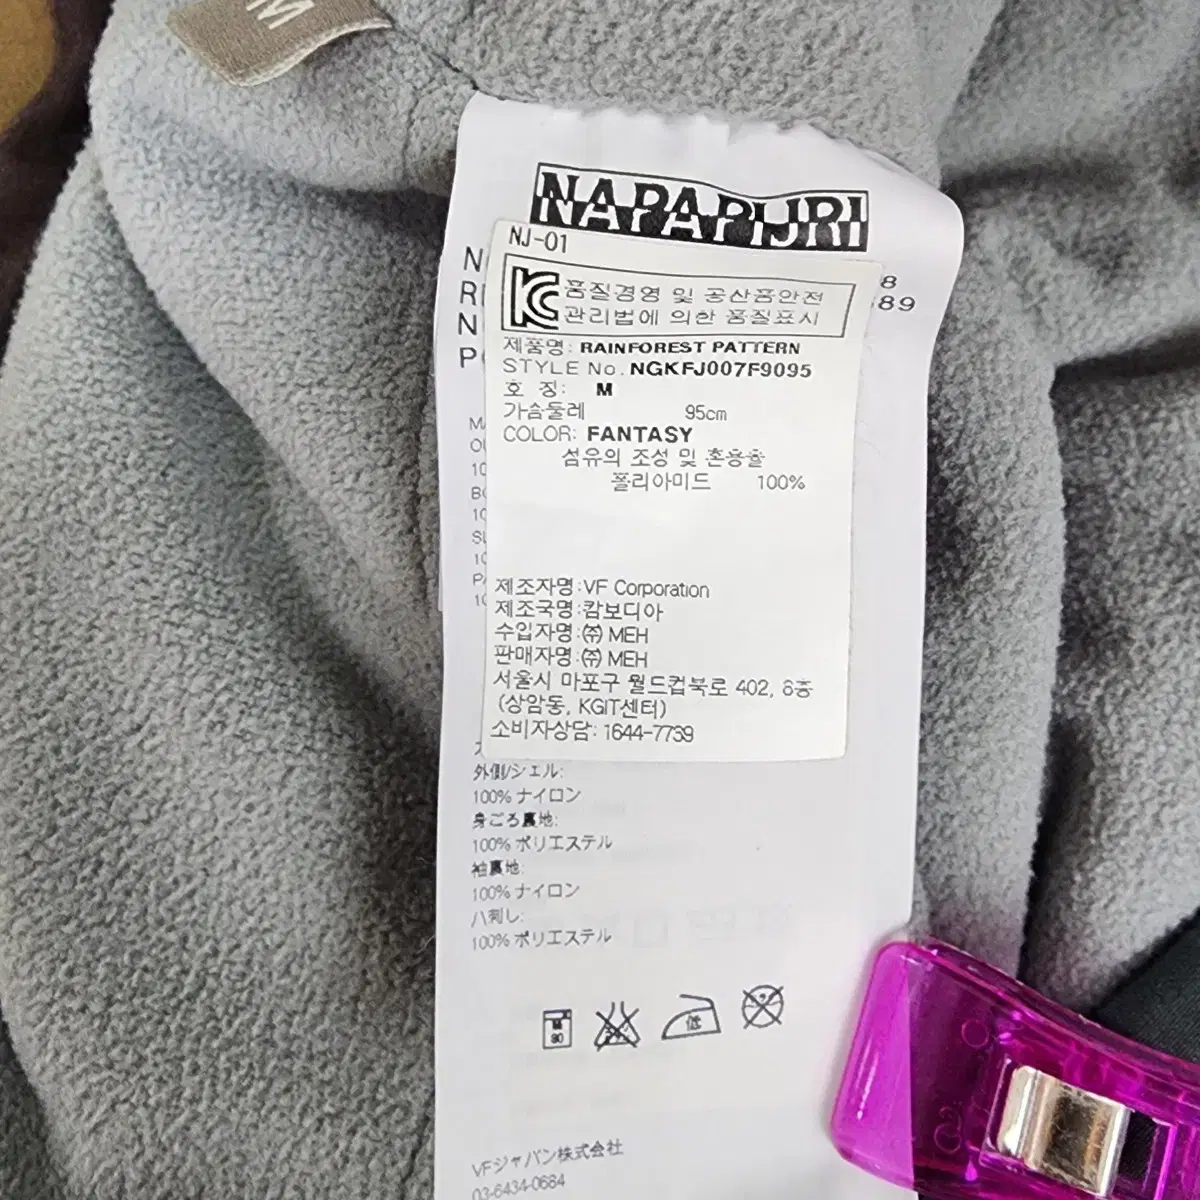 M
NAPAPIJRI
NJ-01
품질경영 및 공산품안전
관리법에 의한 품질표시
8
89
제품명: RAINFOREST PATTERN
STYLE No. NGKFJ007F9095
호 칭: M
가슴둘레 95cm
COLOR: FANTASY
섬유의 조성 및 혼용율
폴리아미드 100%
제조자명:VF Corporation
제조국명:캄보디아
수입자명:㈜ MEH
판매자명:㈜ MEH
서울시 마포구 월드컵북로 402, 6층
(상암동, KGIT센터)
소비자상담: 1644-7739
外側/シェル:
100% ナイロン
身ごろ裏地:
100% ポリエステル
袖裏地:
100% ナイロン
ハ刺し:
100% ポリエステル
低
VFジャパン株式会社
03-6434-0684